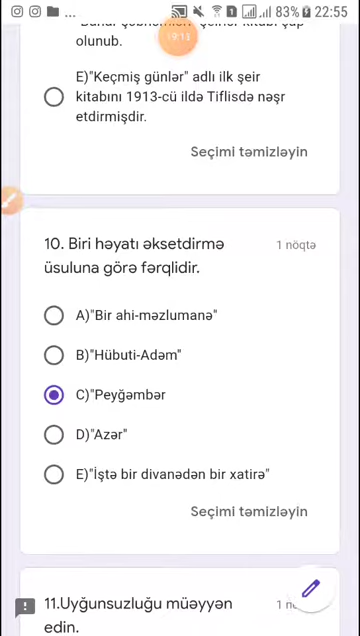 83% 22:55
olunub.
19:13
E)"Keçmiş günlər" adlı ilk şeir
kitabını 1913-cü ildə Tiflisdə nəşr
etdirmişdir.
Seçimi təmizləyin
10. Biri həyatı əksetdirmə
1 nöqtə
üsuluna görə fərqlidir.
A)"Bir ahi-məzlumanə"
B)"Hübuti-Adəm"
C)"Peyğəmbər
D)"Azər"
E)"İştə bir divanədən bir xatirə"
Seçimi təmizləyin
11.Uyğunsuzluğu müəyyən
edin.